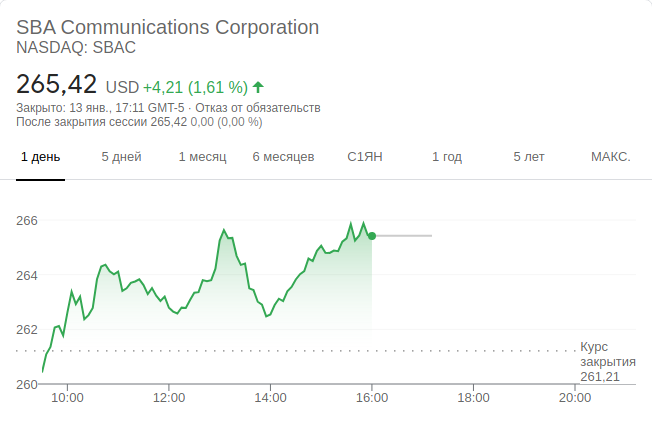 SBA Communications Corporation
NASDAQ: SBAC
265,42 USD +4,21 (1,61 %)
Закрыто: 13 янв., 17:11 GMT-5 · Отказ от обязательств
После закрытия сессии 265,42 0,00 (0,00 %)
1 день 5 дней 1 месяц 6 месяцев С1ЯН 1 год 5 лет МАКС.
266
264
262
Курс
закрытия
261,21
260
10:00 12:00 14:00 16:00 18:00 20:00